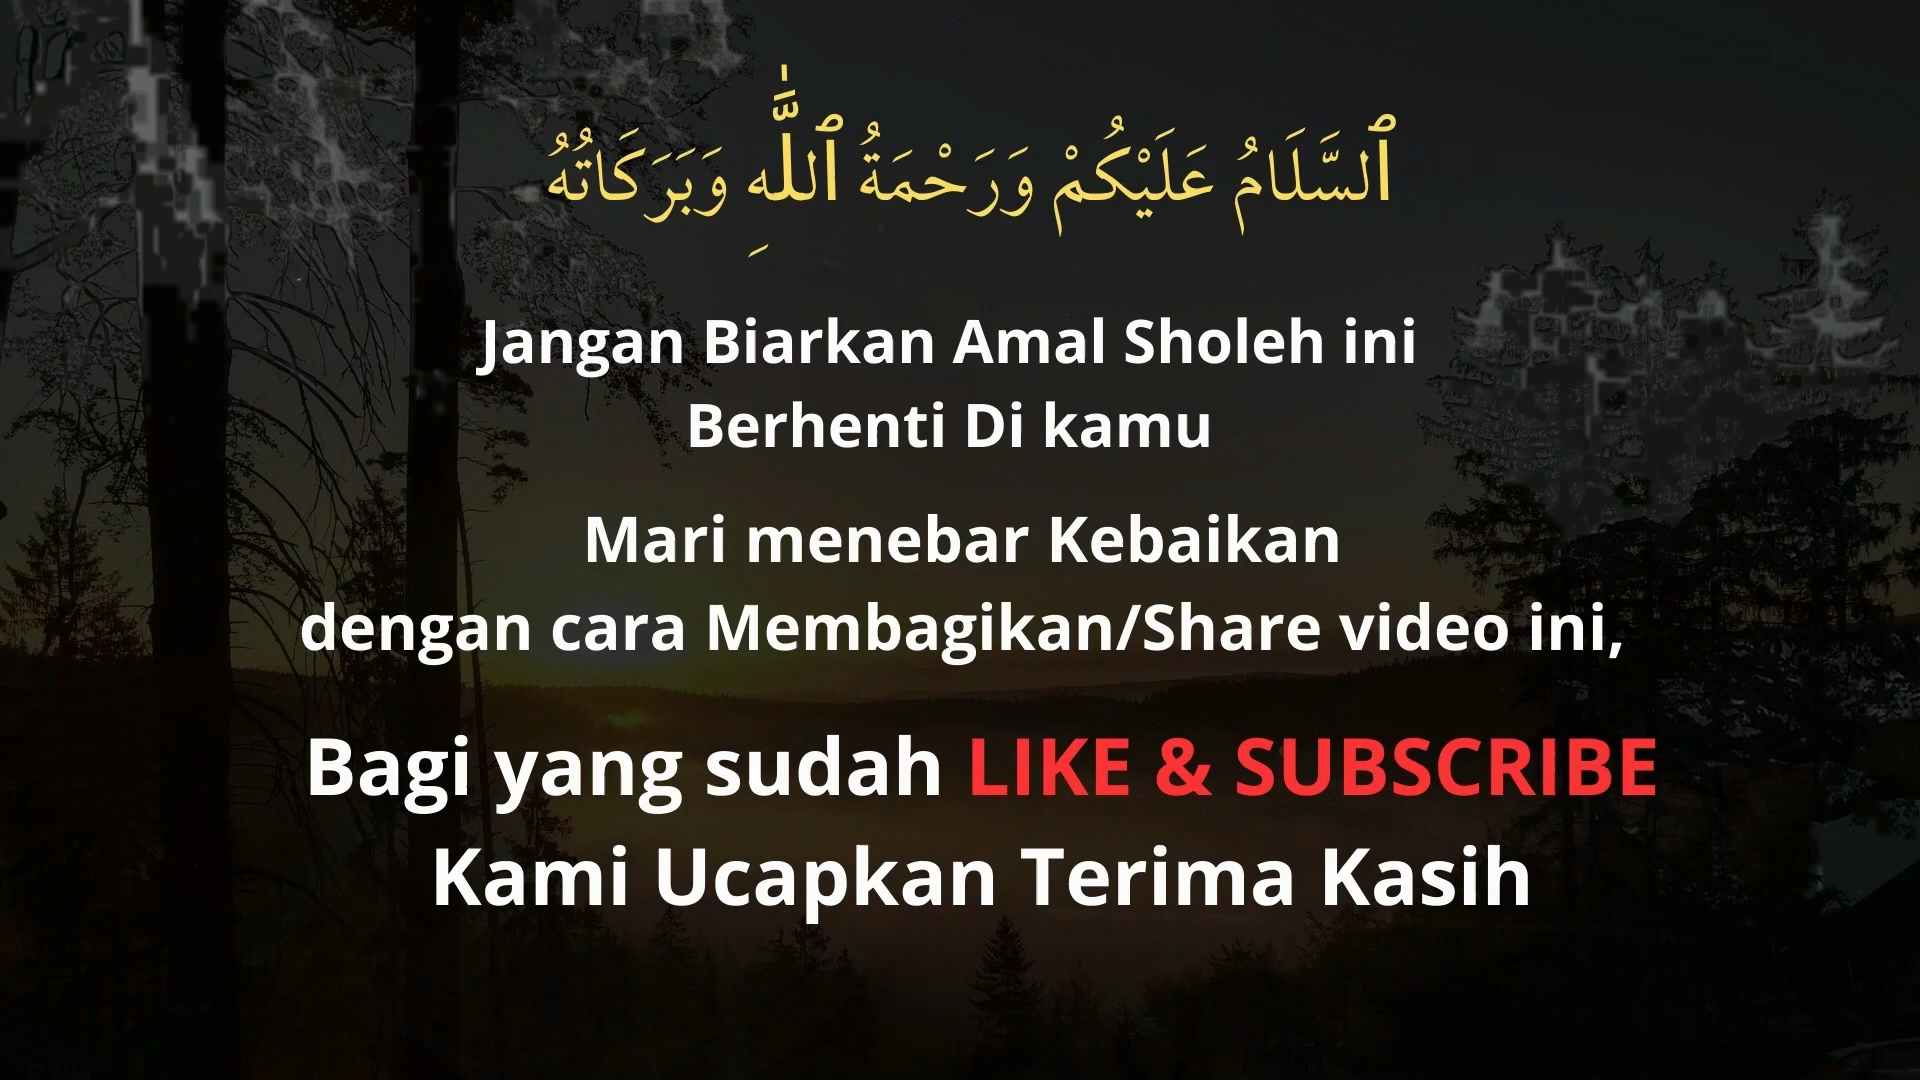 ٱلسَّلَامُ عَلَيْكُمْ وَرَحْمَةُ ٱللَّٰهِ وَبَرَكَاتُهُ
Jangan Biarkan Amal Sholeh ini
Berhenti Di kamu
Mari menebar Kebaikan
dengan cara Membagikan/Share video ini,
Bagi yang sudah LIKE & SUBSCRIBE
Kami Ucapkan Terima Kasih